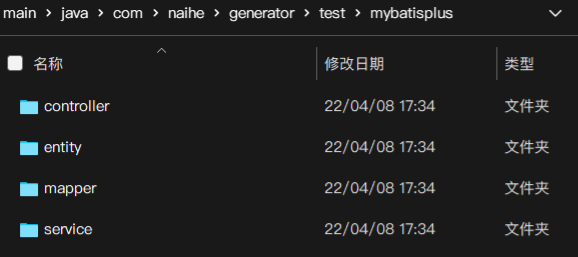 main > java > com > naihe > generator > test > mybatisplus
名称 修改日期 类型
controller 22/04/08 17:34 文件夹
entity 22/04/08 17:34 文件夹
mapper 22/04/08 17:34 文件夹
service 22/04/08 17:34 文件夹